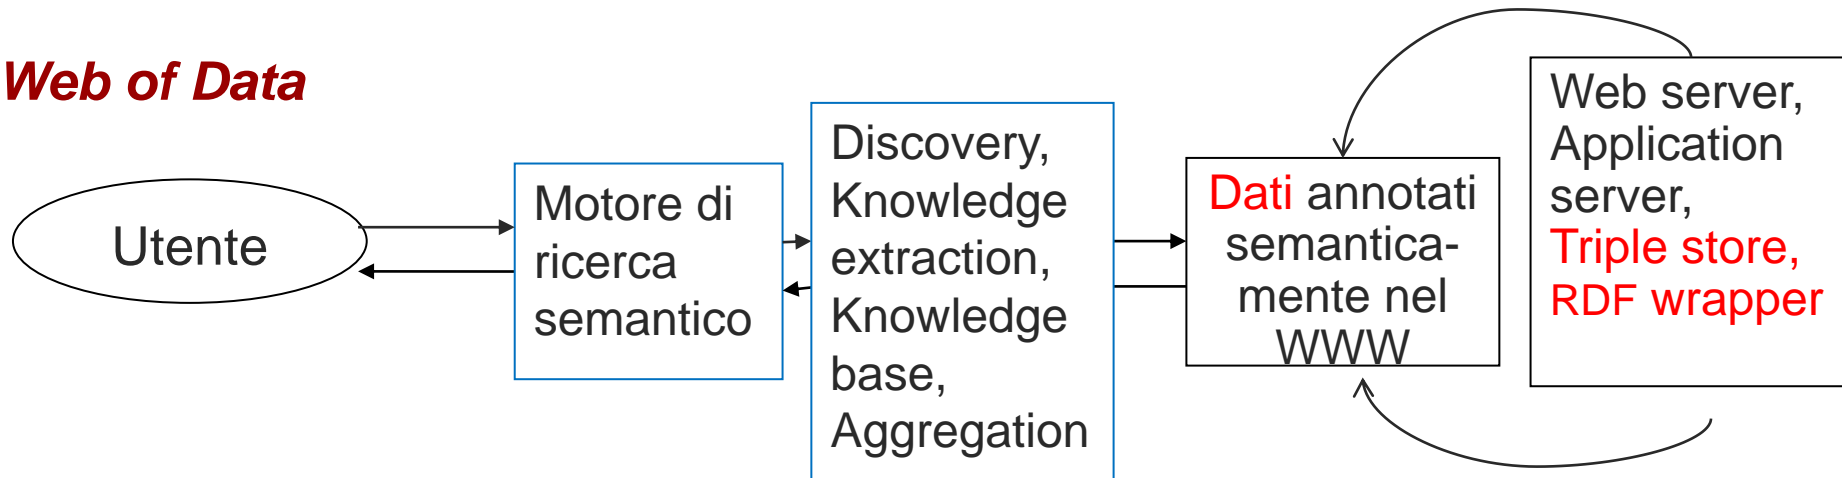 Web of Data
Utente
Motore di
ricerca
semantico
Discovery,
Knowledge
extraction,
Knowledge
base,
Aggregation
Dati annotati
semantica-
mente nel
WWW
Web server,
Application
server,
Triple store,
RDF wrapper